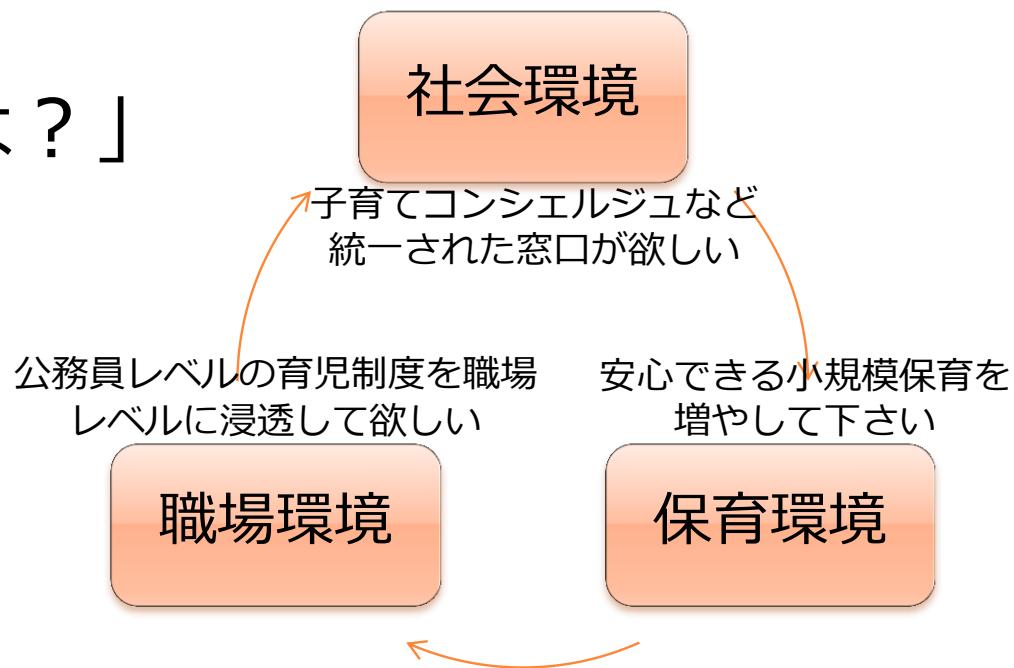 は？」
社会環境
子育てコンシェルジュなど
統一された窓口が欲しい
公務員レベルの育児制度を職場
レベルに浸透して欲しい
安心できる小規模保育を
増やして下さい
職場環境
保育環境